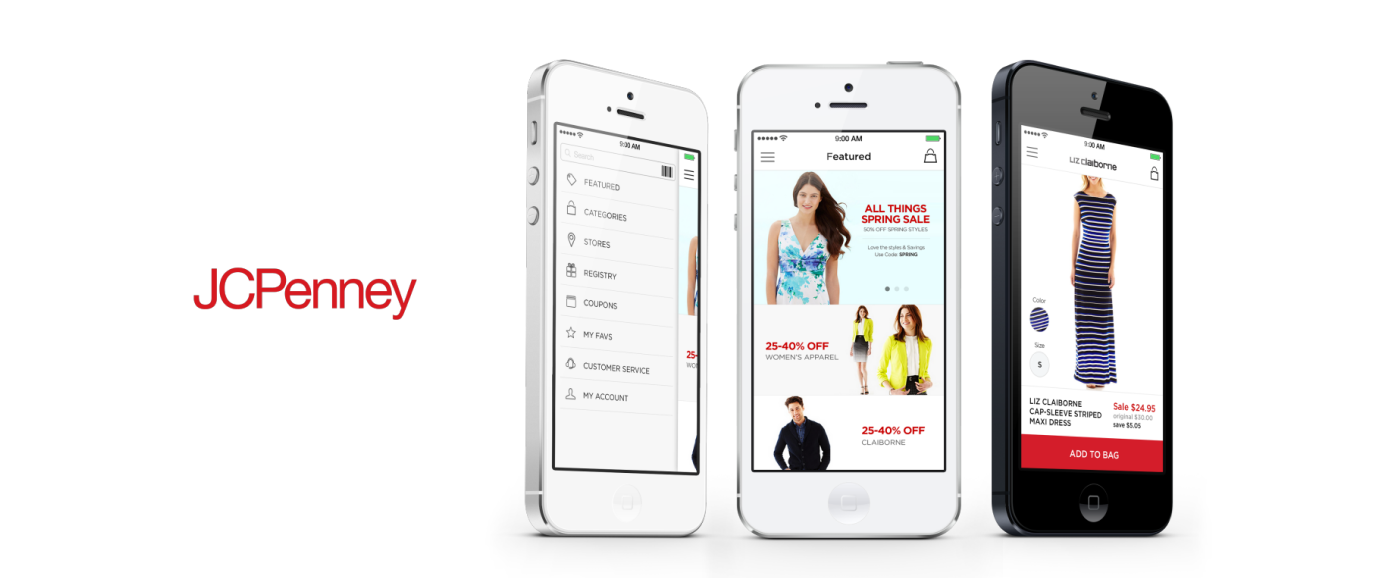 JCPenney
9:00 AM
Search
FEATURED
CATEGORIES
STORES
REGISTRY
COUPONS
MY FAVS
CUSTOMER SERVICE
MY ACCOUNT
25-
WOM
9:00 AM
Featured
ALL THINGS
SPRING SALE
50% OFF SPRING STYLES
Love the styles & Savings
Use Code: SPRING
25-40% OFF
WOMEN'S APPAREL
25-40% OFF
CLAIBORNE
9:00 AM
LIZ claiborne
Color
Size
S
LIZ CLAIBORNE
CAP-SLEEVE STRIPED
MAXI DRESS
Sale $24.95
original $30.00
save $5.05
ADD TO BAG